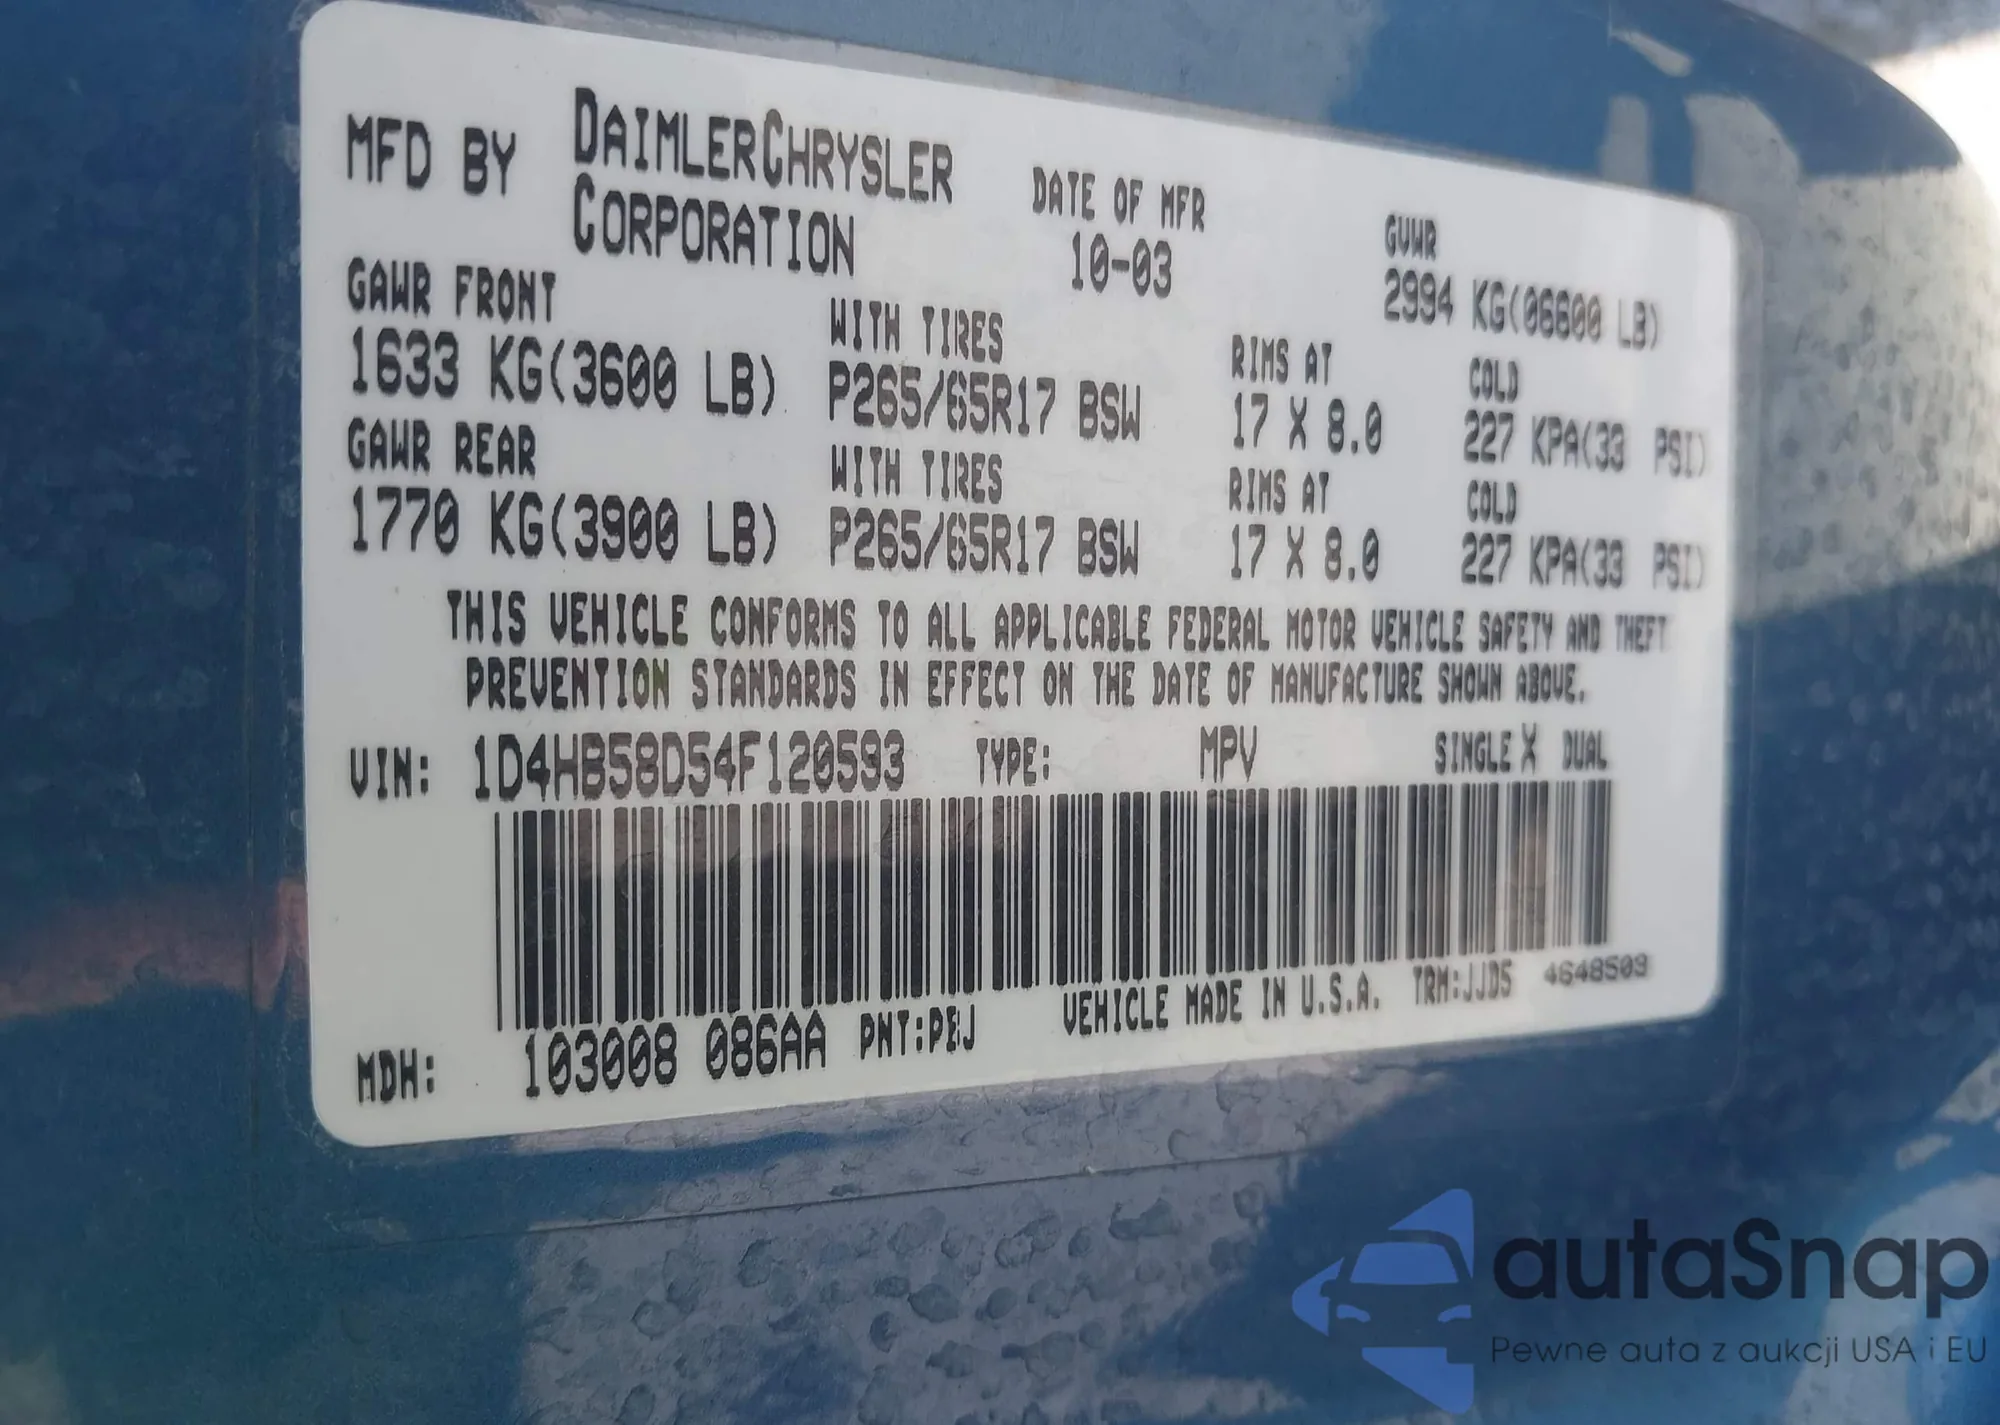 MFD BY DAIMLERCHRYSLER CORPORATION
DATE OF MFR 10-03
GVWR 2994 KG(06600 LB)
GAWR FRONT WITH TIRES RIMS AT COLD
1633 KG(3600 LB) P265/65R17 BSW 17 X 8.0 227 KPA(33 PSI)
GAWR REAR WITH TIRES RIMS AT COLD
1770 KG(3900 LB) P265/65R17 BSW 17 X 8.0 227 KPA(33 PSI)
THIS VEHICLE CONFORMS TO ALL APPLICABLE FEDERAL MOTOR VEHICLE SAFETY AND THEFT
PREVENTION STANDARDS IN EFFECT ON THE DATE OF MANUFACTURE SHOWN ABOVE.
VIN: 1D4HB58D54F120593 TYPE: MPV SINGLE X DUAL
MDH: 103008 086AA PNT: VEHICLE MADE IN U.S.A. TRM:JJD5 4648509
autaSnap
Pewne auta z aukcji USA i EU